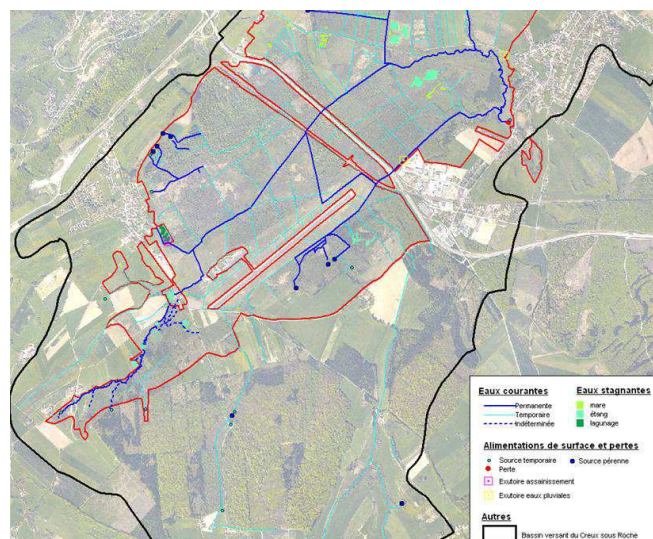 Eaux courantes
Permanente
Temporaire
Indéterminée
Eaux stagnantes
mare
étang
lagunage
Alimentations de surface et pertes
Source temporaire
Source pérenne
Perte
Exutoire assainissement
Exutoire eaux pluviales
Autres
Bassin versant du Creux sous Roche